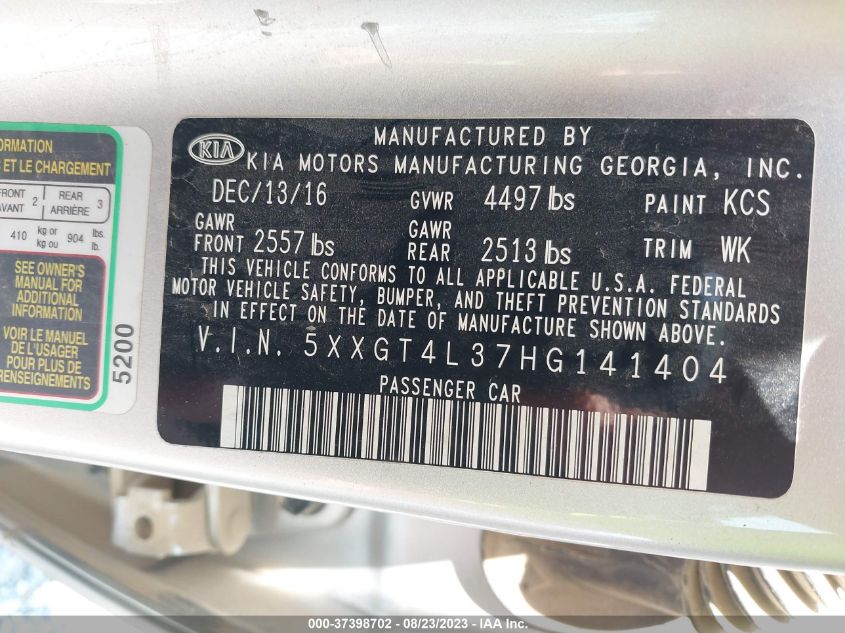 ORMATION
S ET LE CHARGEMENT
FRONT 2 REAR 3
AVANT ARRIÈRE
410 kg or lbs.
kg ou 904 lb.
SEE OWNER'S
MANUAL FOR
ADDITIONAL
INFORMATION
VOIR LE MANUEL
DE L'USAGER
POUR PLUS DE
RENSEIGNEMENTS
5200
MANUFACTURED BY
KIA KIA MOTORS MANUFACTURING GEORGIA, INC.
DEC/13/16 GVWR 4497 lbs PAINT KCS
GAWR GAWR
FRONT 2557 lbs REAR 2513 lbs TRIM WK
THIS VEHICLE CONFORMS TO ALL APPLICABLE U.S.A. FEDERAL
MOTOR VEHICLE SAFETY, BUMPER, AND THEFT PREVENTION STANDARDS
IN EFFECT ON THE DATE OF MANUFACTURE SHOWN ABOVE.
V.I.N. 5XXGT4L37HG141404
PASSENGER CAR
000-37398702 - 08/23/2023 - IAA Inc.